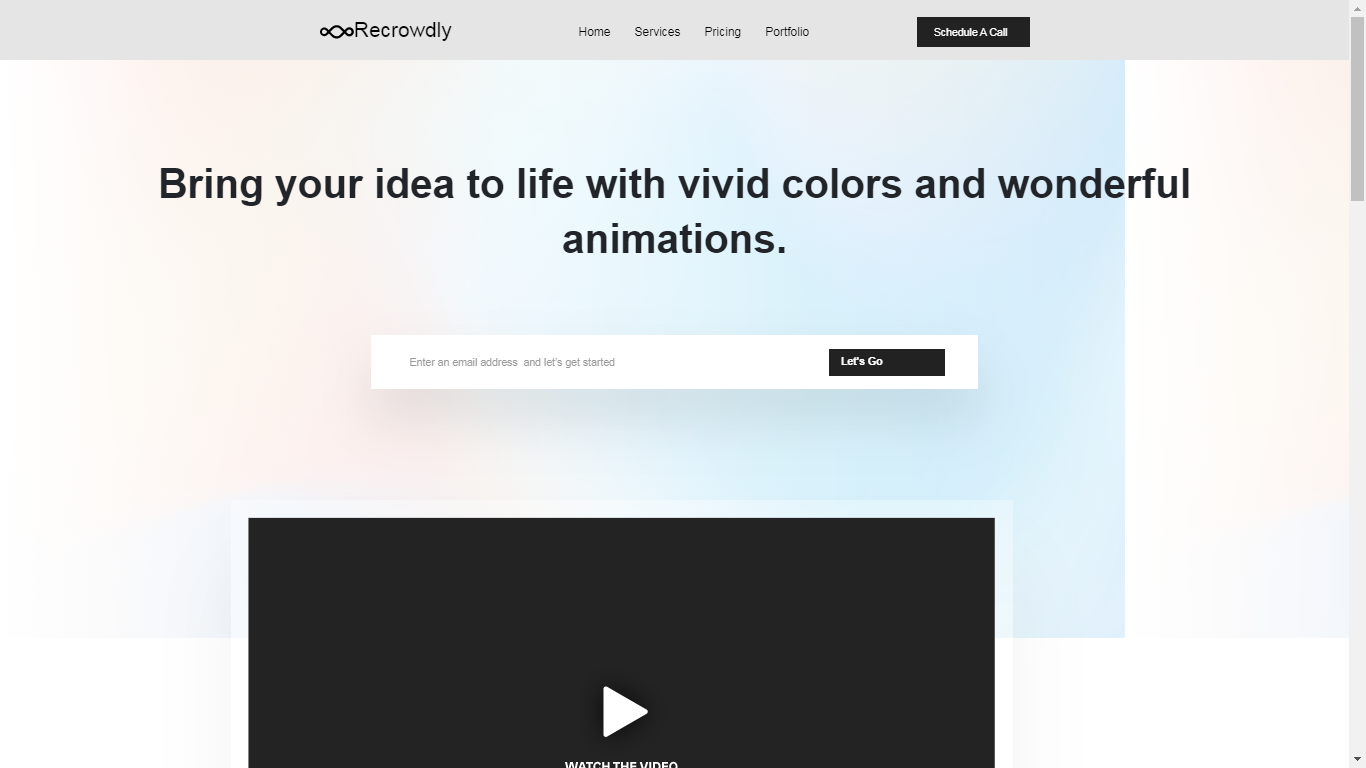 Recrowdly
Home Services Pricing Portfolio
Schedule A Call
Bring your idea to life with vivid colors and wonderful
animations.
Enter an email address  and let's get started
Let's Go
WATCH THE VIDEO